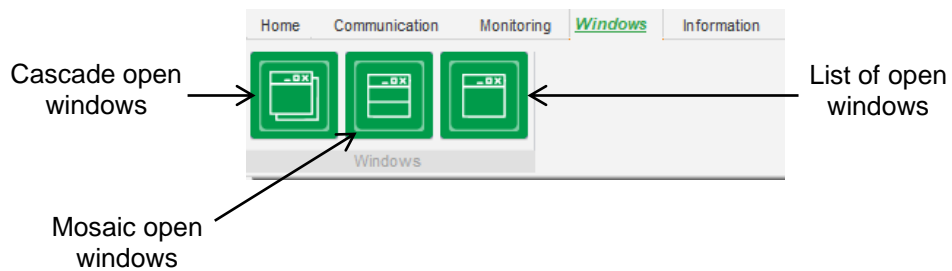 Home Communication Monitoring Windows Information
Cascade open
windows
List of open
windows
Windows
Mosaic open
windows